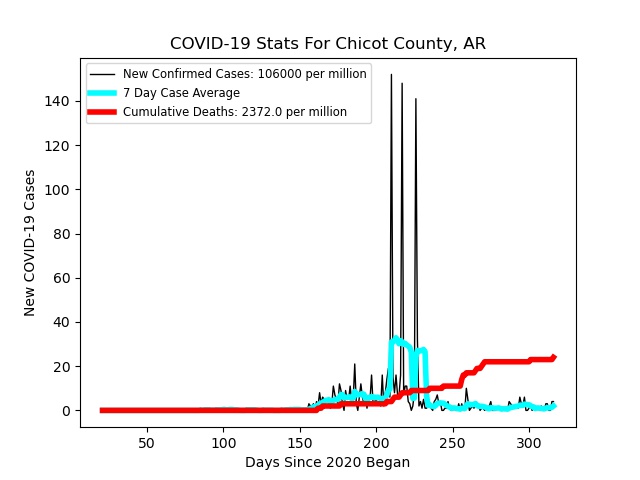 COVID-19 Stats For Chicot County, AR
New Confirmed Cases: 106000 per million
7 Day Case Average
Cumulative Deaths: 2372.0 per million
New COVID-19 Cases
140
120
100
80
60
40
20
0
50 100 150 200 250 300
Days Since 2020 Began